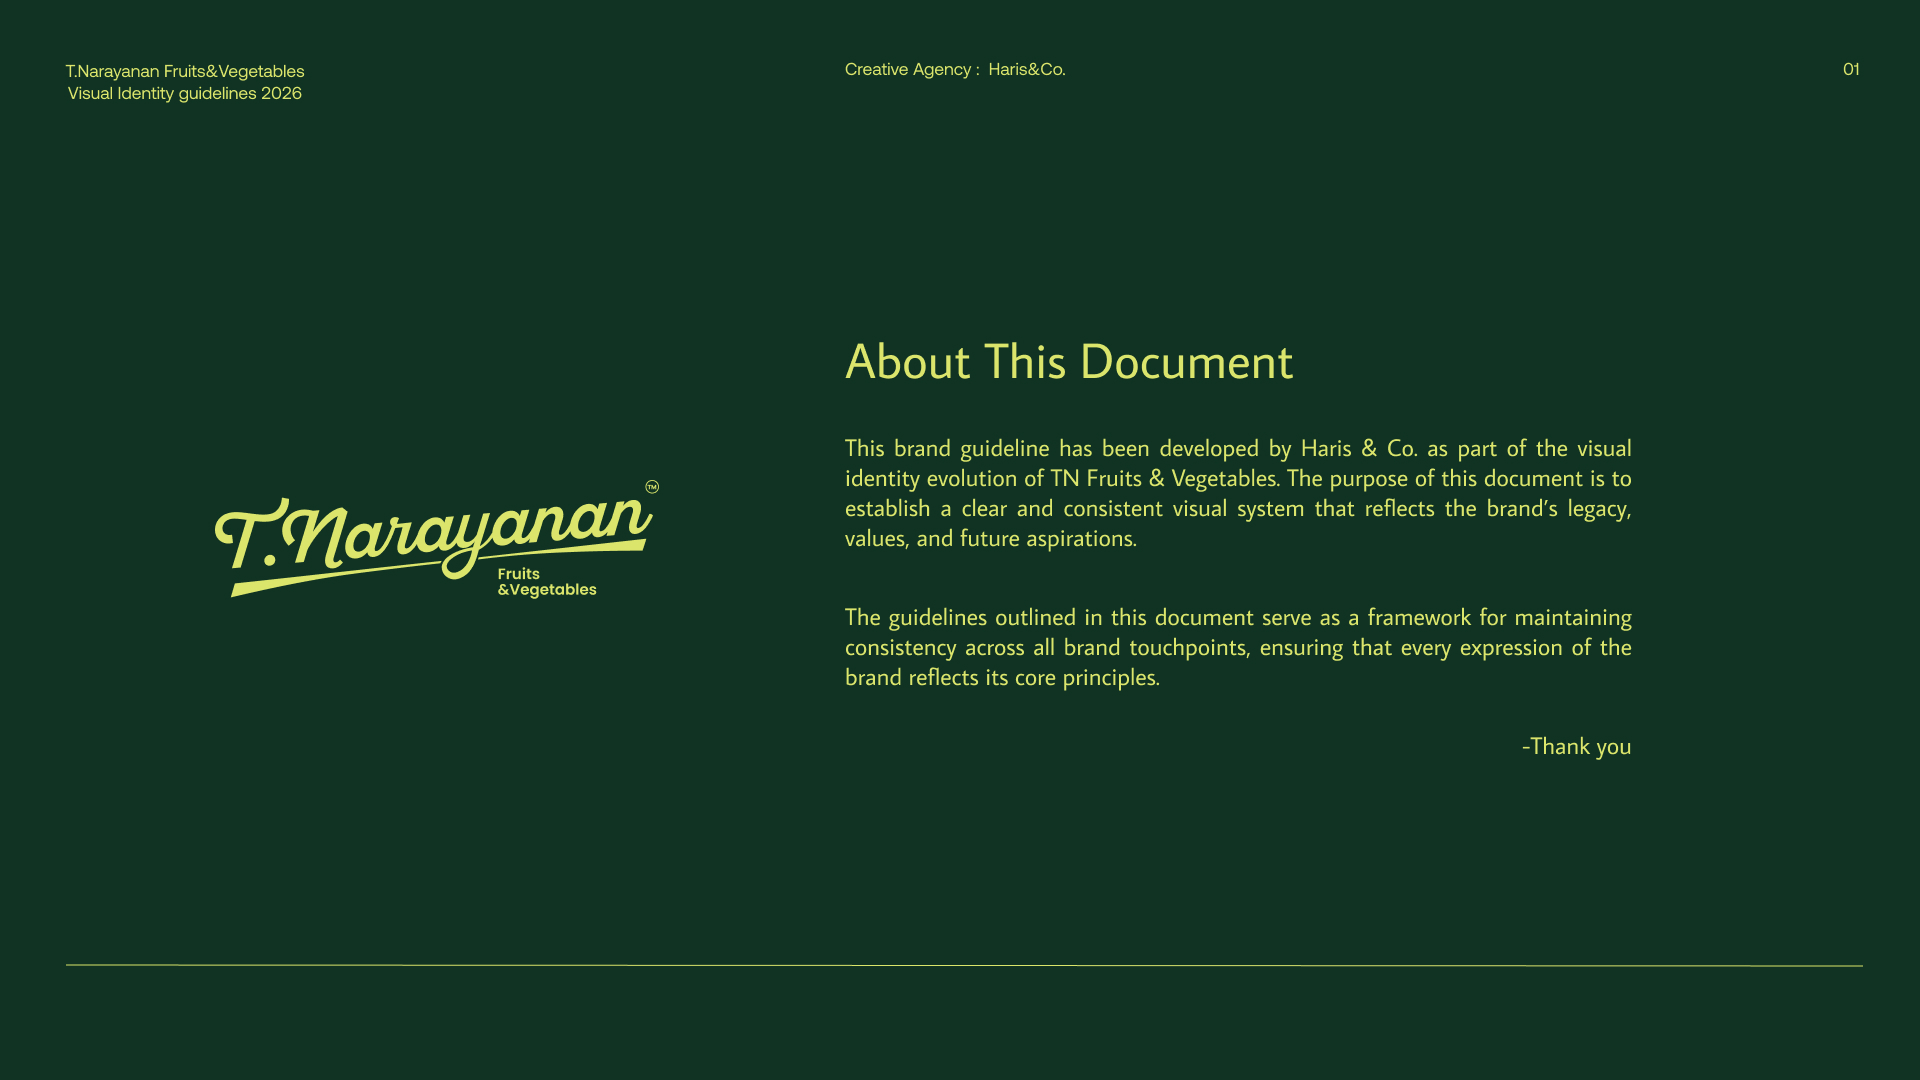 T.Narayanan Fruits&Vegetables
Visual Identity guidelines 2026
Creative Agency : Haris&Co.
01
T.Narayanan
TM
Fruits
&Vegetables
About This Document
This brand guideline has been developed by Haris & Co. as part of the visual
identity evolution of TN Fruits & Vegetables. The purpose of this document is to
establish a clear and consistent visual system that reflects the brand’s legacy,
values, and future aspirations.
The guidelines outlined in this document serve as a framework for maintaining
consistency across all brand touchpoints, ensuring that every expression of the
brand reflects its core principles.
-Thank you